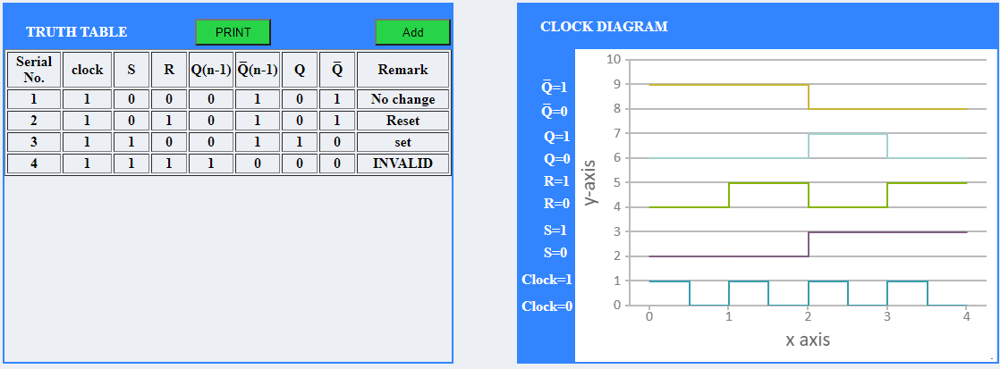 TRUTH TABLE PRINT Add
Serial No. clock S R Q(n-1) Q̅(n-1) Q Q̅ Remark
1 1 0 0 0 1 0 1 No change
2 1 0 1 0 1 0 1 Reset
3 1 1 0 0 1 1 0 set
4 1 1 1 1 0 0 0 INVALID
CLOCK DIAGRAM
Q̅=1
Q̅=0
Q=1
Q=0
R=1
R=0
S=1
S=0
Clock=1
Clock=0
y-axis
10
9
8
7
6
5
4
3
2
1
0
0 1 2 3 4
x axis